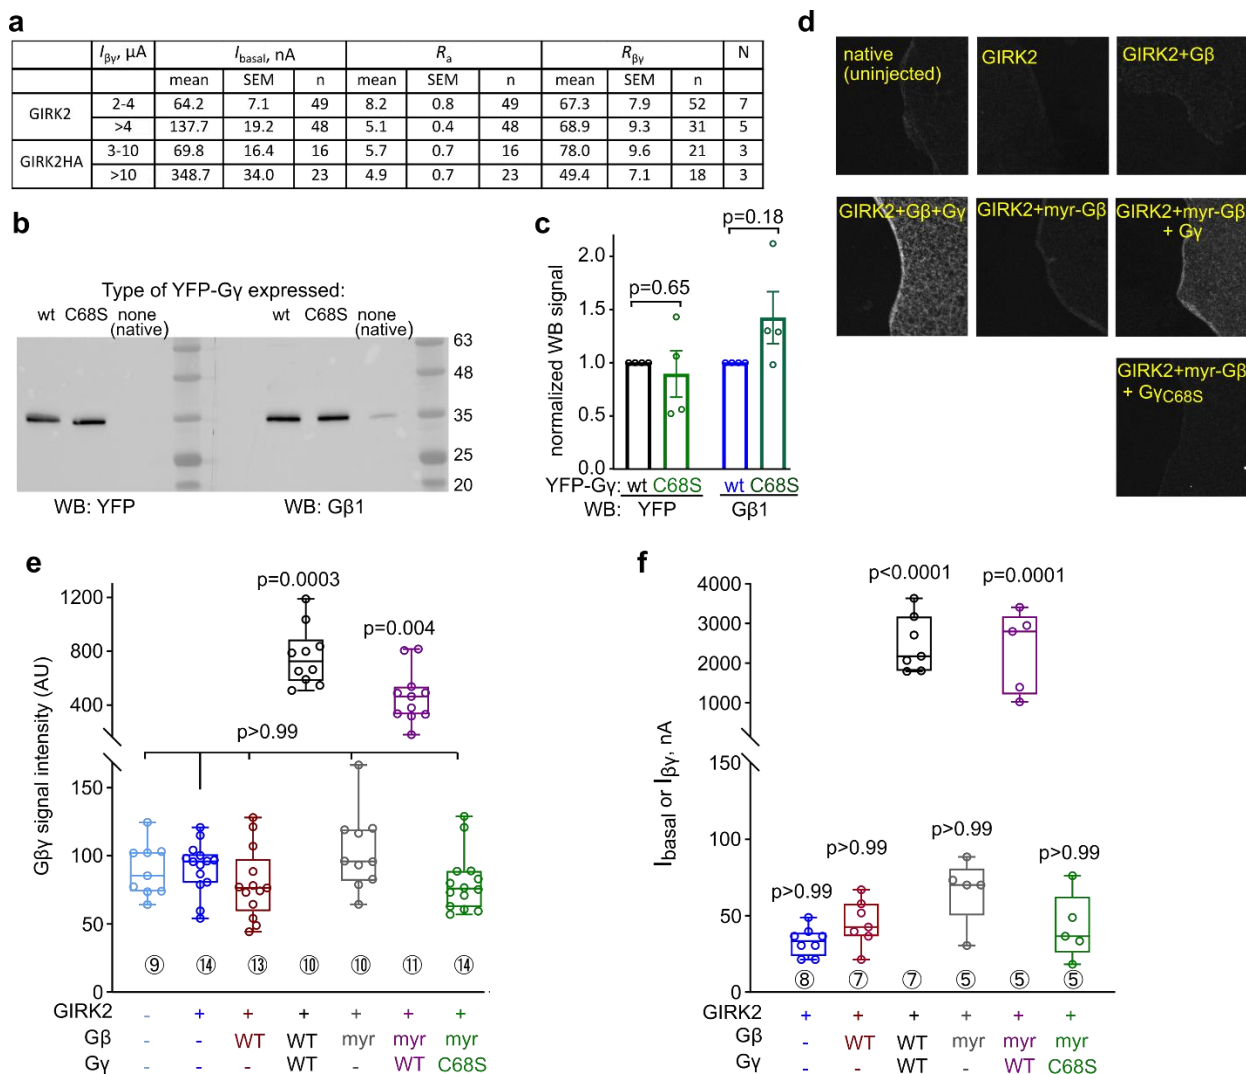 a
I_βγ, µA I_basal, nA R_a R_βγ N
mean SEM n mean SEM n mean SEM n
GIRK2 2-4 64.2 7.1 49 8.2 0.8 49 67.3 7.9 52 7
>4 137.7 19.2 48 5.1 0.4 48 68.9 9.3 31 5
GIRK2HA 3-10 69.8 16.4 16 5.7 0.7 16 78.0 9.6 21 3
>10 348.7 34.0 23 4.9 0.7 23 49.4 7.1 18 3
b
Type of YFP-Gγ expressed:
wt C68S none (native) wt C68S none (native)
63
48
35
25
20
WB: YFP WB: Gβ1
c
p=0.18
p=0.65
normalized WB signal
2.0
1.5
1.0
0.5
0.0
YFP-Gγ: wt C68S wt C68S
WB: YFP Gβ1
d
native
(uninjected)
GIRK2
GIRK2+Gβ
GIRK2+Gβ+Gγ
GIRK2+myr-Gβ
GIRK2+myr-Gβ
+ Gγ
GIRK2+myr-Gβ
+ GγC68S
e
p=0.0003
p=0.004
p>0.99
Gβγ signal intensity (AU)
1200
800
400
150
100
50
0
⑨ ⑭ ⑬ ⑩ ⑩ ⑪ ⑭
GIRK2 - + + + + + +
Gβ - - WT WT myr myr myr
Gγ - - - WT - WT C68S
f
p<0.0001
p=0.0001
p>0.99
p>0.99
p>0.99
p>0.99
I_basal or I_βγ, nA
4000
3000
2000
1000
150
100
50
0
⑧ ⑦ ⑦ ⑤ ⑤ ⑤
GIRK2 + + + + + +
Gβ - WT WT myr myr myr
Gγ - - WT - WT C68S